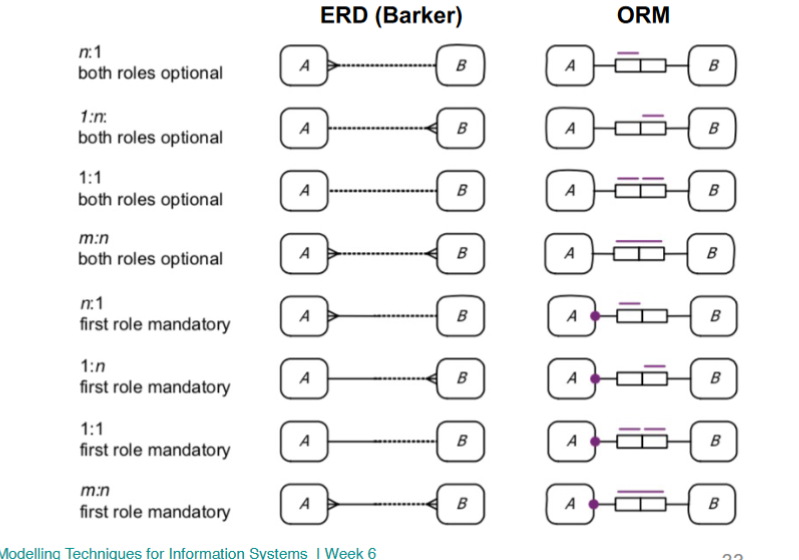 ERD (Barker) ORM
n:1
both roles optional
A B A B
1:n:
both roles optional
A B A B
1:1
both roles optional
A B A B
m:n
both roles optional
A B A B
n:1
first role mandatory
A B A B
1:n
first role mandatory
A B A B
1:1
first role mandatory
A B A B
m:n
first role mandatory
A B A B
Modelling Techniques for Information Systems | Week 6